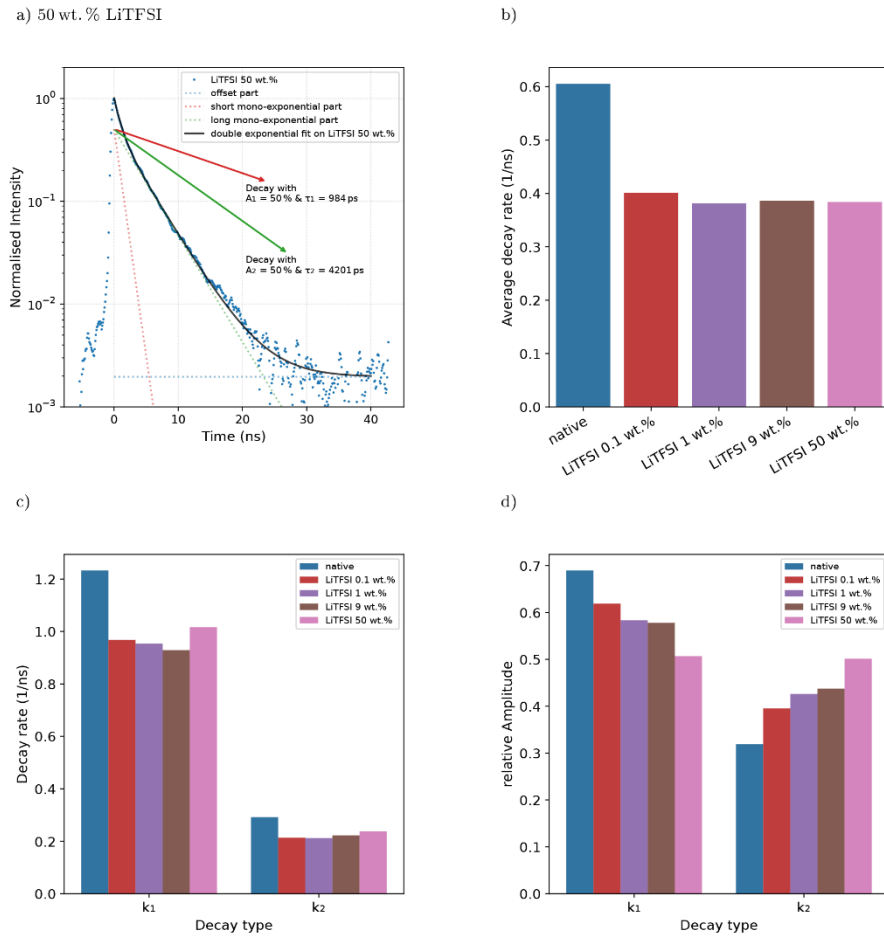 a) 50 wt. % LiTFSI
10⁰
10⁻¹
10⁻²
10⁻³
0
10
20
30
40
Normalised Intensity
Time (ns)
LiTFSI 50 wt.%
offset part
short mono-exponential part
long mono-exponential part
double exponential fit on LiTFSI 50 wt.%
Decay with
A₁ = 50% & τ₁ = 984 ps
Decay with
A₂ = 50% & τ₂ = 4201 ps
b)
0.6
0.5
0.4
0.3
0.2
0.1
0.0
Average decay rate (1/ns)
native
LiTFSI 0.1 wt.%
LiTFSI 1 wt.%
LiTFSI 9 wt.%
LiTFSI 50 wt.%
c)
1.2
1.0
0.8
0.6
0.4
0.2
0.0
Decay rate (1/ns)
native
LiTFSI 0.1 wt.%
LiTFSI 1 wt.%
LiTFSI 9 wt.%
LiTFSI 50 wt.%
k₁
k₂
Decay type
d)
0.7
0.6
0.5
0.4
0.3
0.2
0.1
0.0
relative Amplitude
native
LiTFSI 0.1 wt.%
LiTFSI 1 wt.%
LiTFSI 9 wt.%
LiTFSI 50 wt.%
k₁
k₂
Decay type